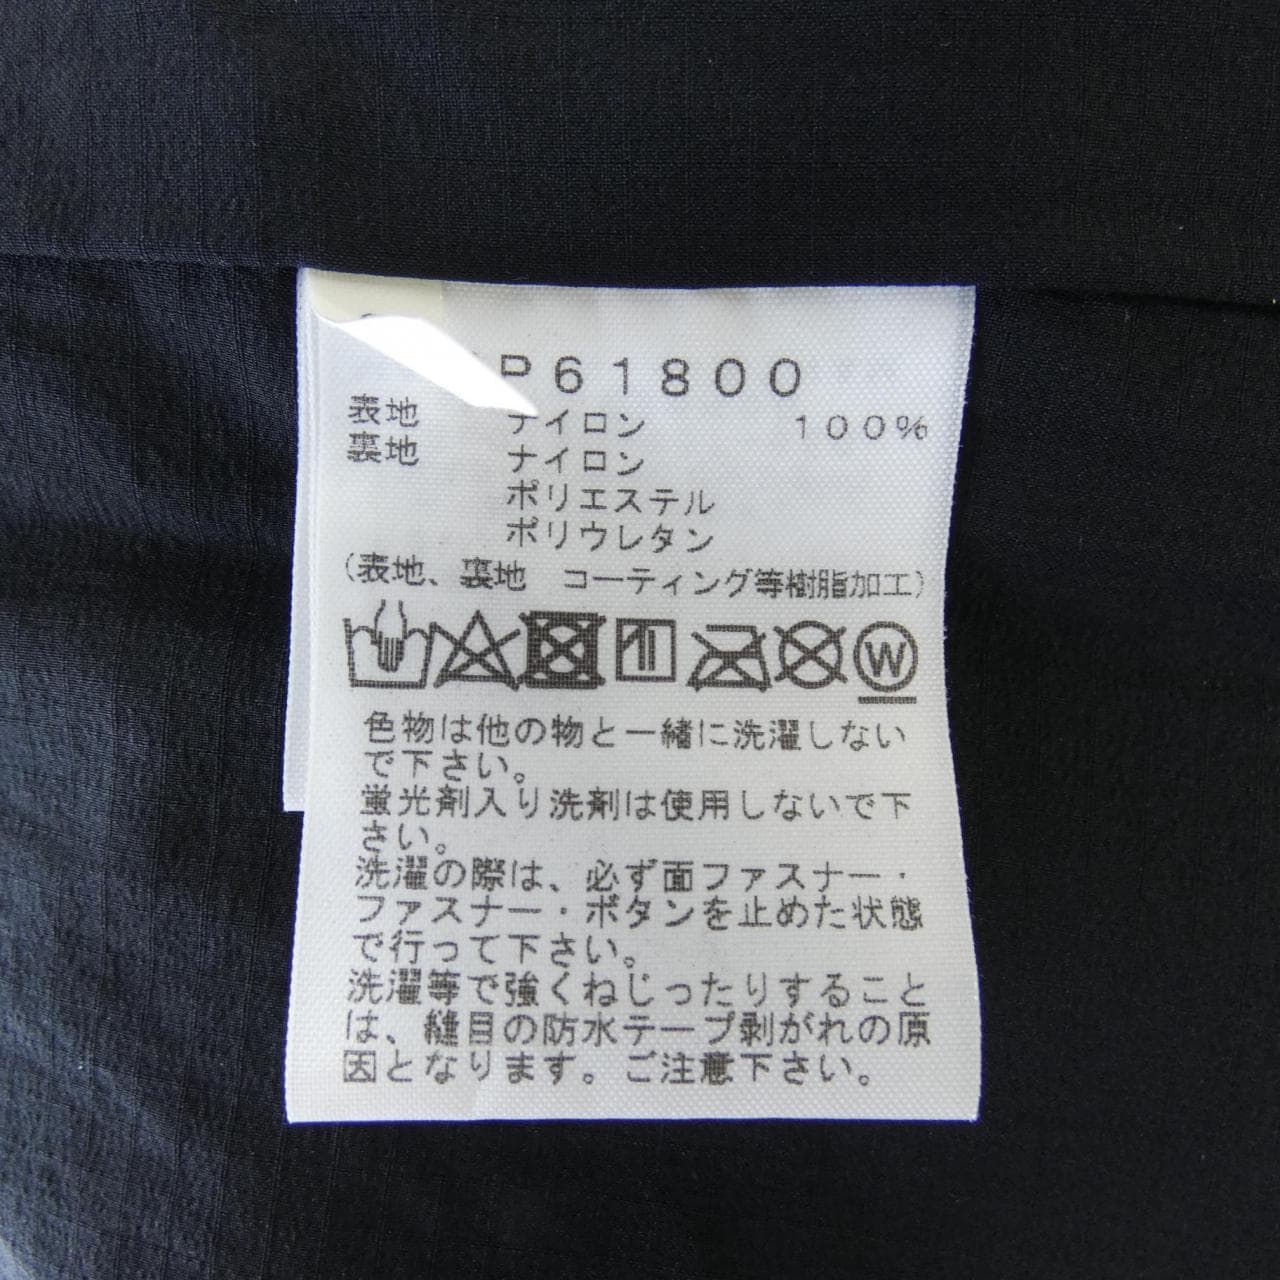 P61800
表地 ナイロン 100%
裏地 ナイロン
ポリエステル
ポリウレタン
(表地、裏地 コーティング等樹脂加工)
W
色物は他の物と一緒に洗濯しない
で下さい。
蛍光剤入り洗剤は使用しないで下
さい。
洗濯の際は、必ず面ファスナー・
ファスナー・ボタンを止めた状態
で行って下さい。
洗濯等で強くねじったりすること
は、縫目の防水テープ剥がれの原
因となります。ご注意下さい。